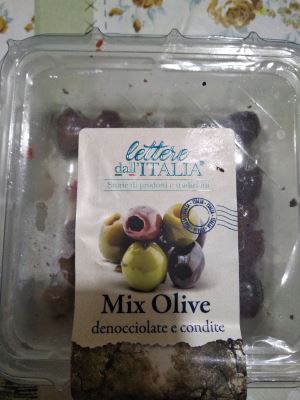 lettere
dall'ITALIA
Storie di prodotti e tradizioni
Mix Olive
denocciolate e condite